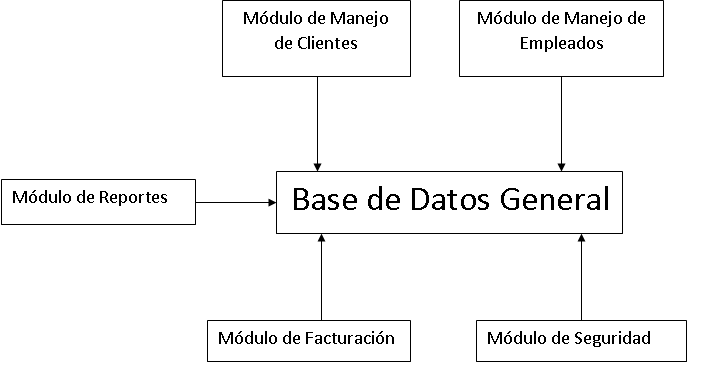 Módulo de Manejo
de Clientes
Módulo de Manejo de
Empleados
Módulo de Reportes
Base de Datos General
Módulo de Facturación
Módulo de Seguridad